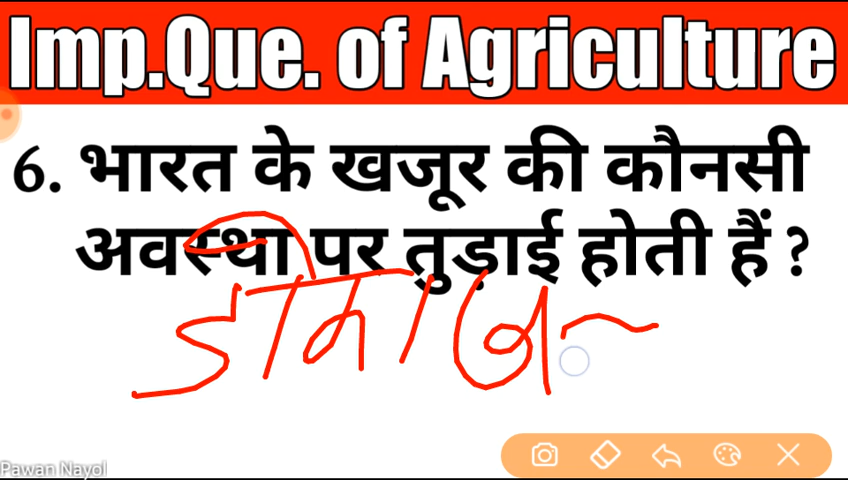 Imp.Que. of Agriculture
6. भारत के खजूर की कौनसी
अवस्था पर तुड़ाई होती हैं ?
Pawan Nayol